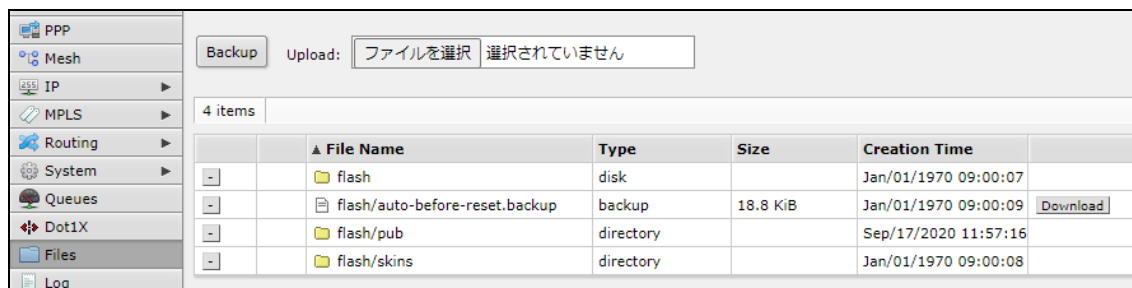 PPP
Mesh
IP
MPLS
Routing
System
Queues
Dot1X
Files
Log
Backup Upload: ファイルを選択 選択されていません
4 items
▲ File Name Type Size Creation Time
- flash disk Jan/01/1970 09:00:07
- flash/auto-before-reset.backup backup 18.8 KiB Jan/01/1970 09:00:09 Download
- flash/pub directory Sep/17/2020 11:57:16
- flash/skins directory Jan/01/1970 09:00:08